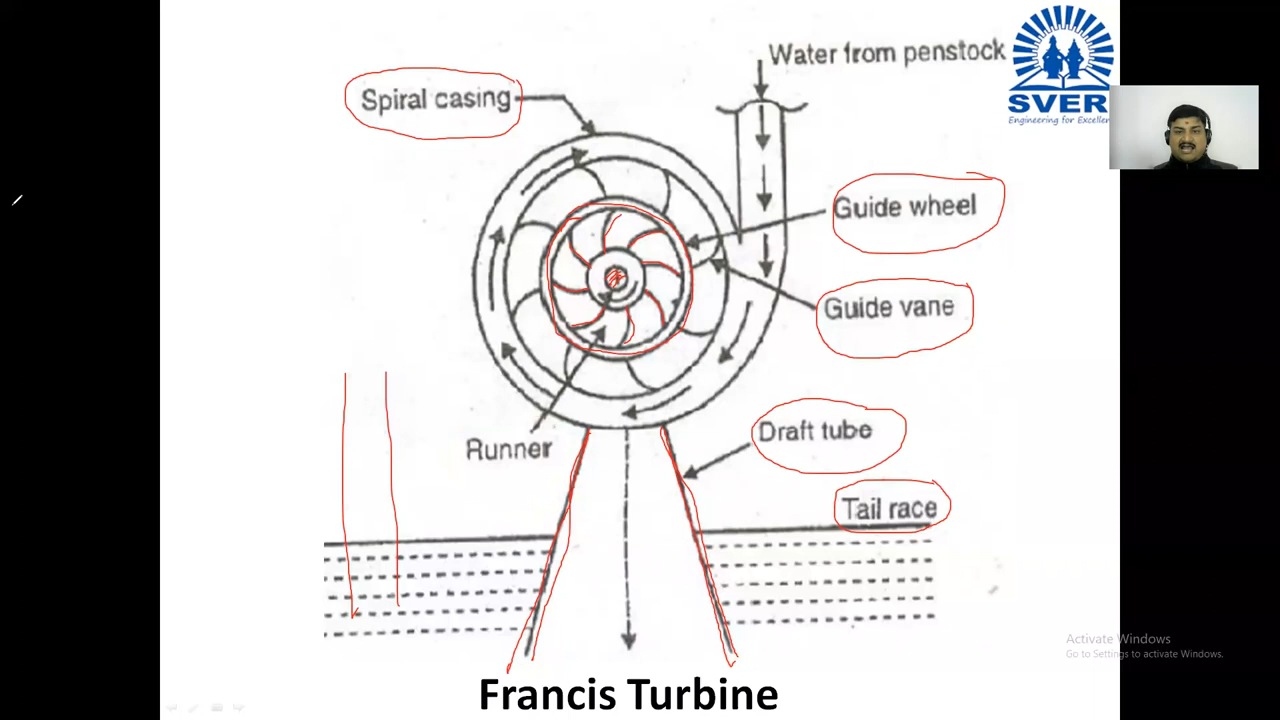 Water from penstock
SVER
Engineering for Excellen
Spiral casing
Guide wheel
Guide vane
Draft tube
Runner
Tail race
Activate Windows
Go to Settings to activate Windows.
Francis Turbine